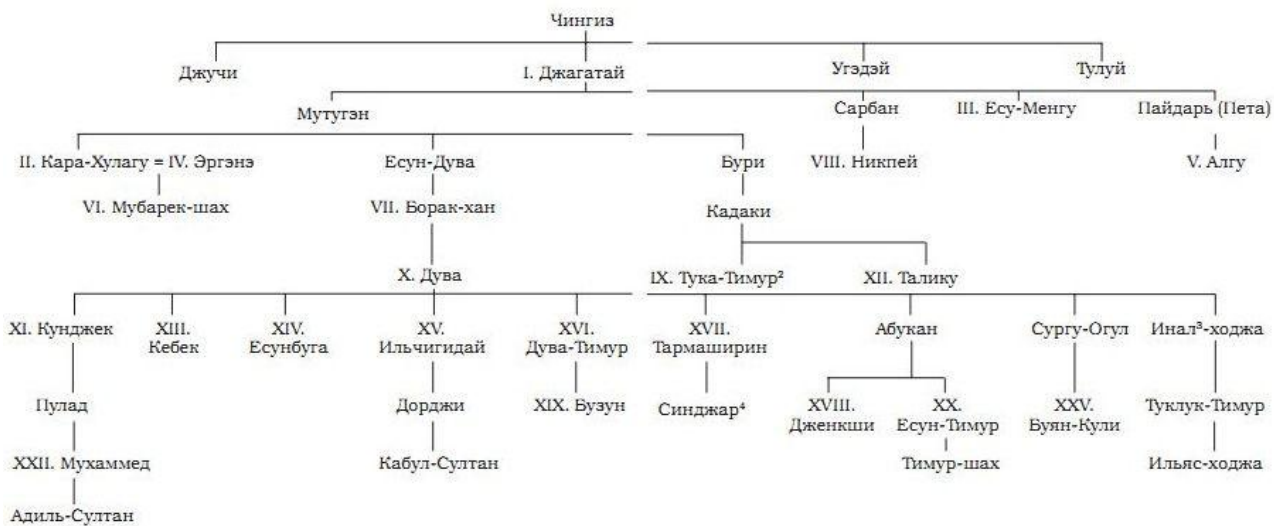 Чингиз
Джучи I. Джагатай Угэдэй Тулуй
Мутугэн Сарбан III. Есу-Менгу Пайдарь (Пета)
II. Кара-Хулагу = IV. Эргэнэ Есун-Дува Бури VIII. Никпей V. Алгу
VI. Мубарек-шах VII. Борак-хан Кадаки
X. Дува IX. Тука-Тимур² XII. Талику
XI. Кунджек XIII. XIV. XV. XVI. XVII. Абукан Сургу-Огул Инал³-ходжа
Кебек Есунбуга Ильчигидай Дува-Тимур Тармаширин
Пулад Дорджи XIX. Бузун Синджар⁴ XVIII. XX. XXV. Туклук-Тимур
Дженкши Есун-Тимур Буян-Кули
XXII. Мухаммед Кабул-Султан Тимур-шах Ильяс-ходжа
Адиль-Султан